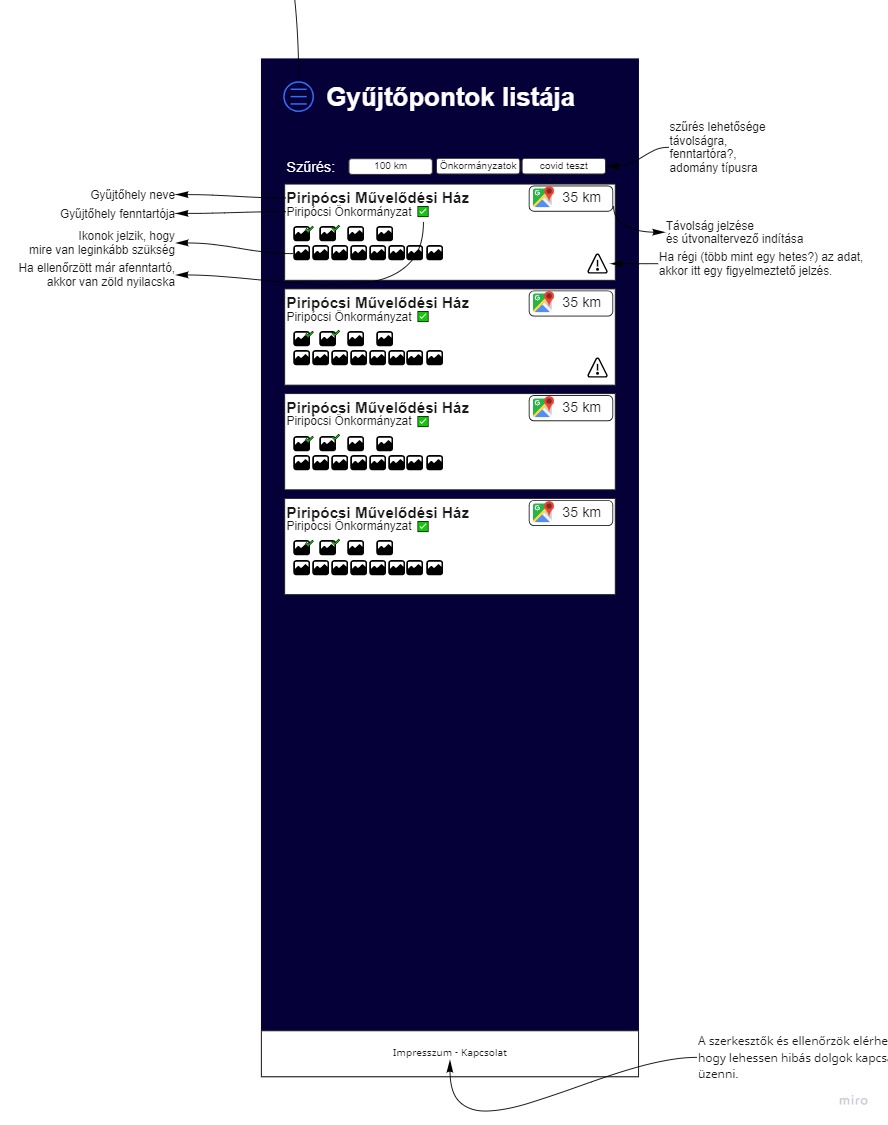 Gyűjtőpontok listája
szűrés lehetősége
távolságra,
fenntartóra?,
adomány típusra
Szűrés:
100 km
Önkormányzatok
covid teszt
Gyűjtőhely neve
Gyűjtőhely fenntartója
Ikonok jelzik, hogy
mire van leginkább szükség
Ha ellenőrzött már afenntartó,
akkor van zöld nyilacska
Piripócsi Művelődési Ház
Piripócsi Önkormányzat
35 km
Távolság jelzése
és útvonaltervező indítása
Ha régi (több mint egy hetes?) az adat,
akkor itt egy figyelmeztető jelzés.
Piripócsi Művelődési Ház
Piripócsi Önkormányzat
35 km
Piripócsi Művelődési Ház
Piripócsi Önkormányzat
35 km
Piripócsi Művelődési Ház
Piripócsi Önkormányzat
35 km
Impresszum - Kapcsolat
A szerkesztők és ellenőrzök elérhe
hogy lehessen hibás dolgok kapcsa
üzenni.
miro